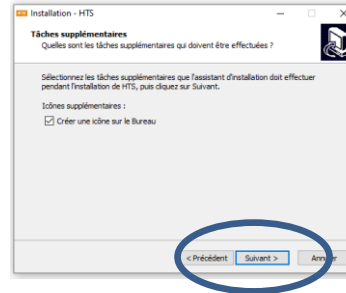 Installation - HTS
Tâches supplémentaires
Quelles sont les tâches supplémentaires qui doivent être effectuées ?
Sélectionnez les tâches supplémentaires que l'assistant d'installation doit effectuer
pendant l'installation de HTS, puis cliquez sur Suivant.
Icônes supplémentaires :
Créer une icône sur le Bureau
< Précédent Suivant >